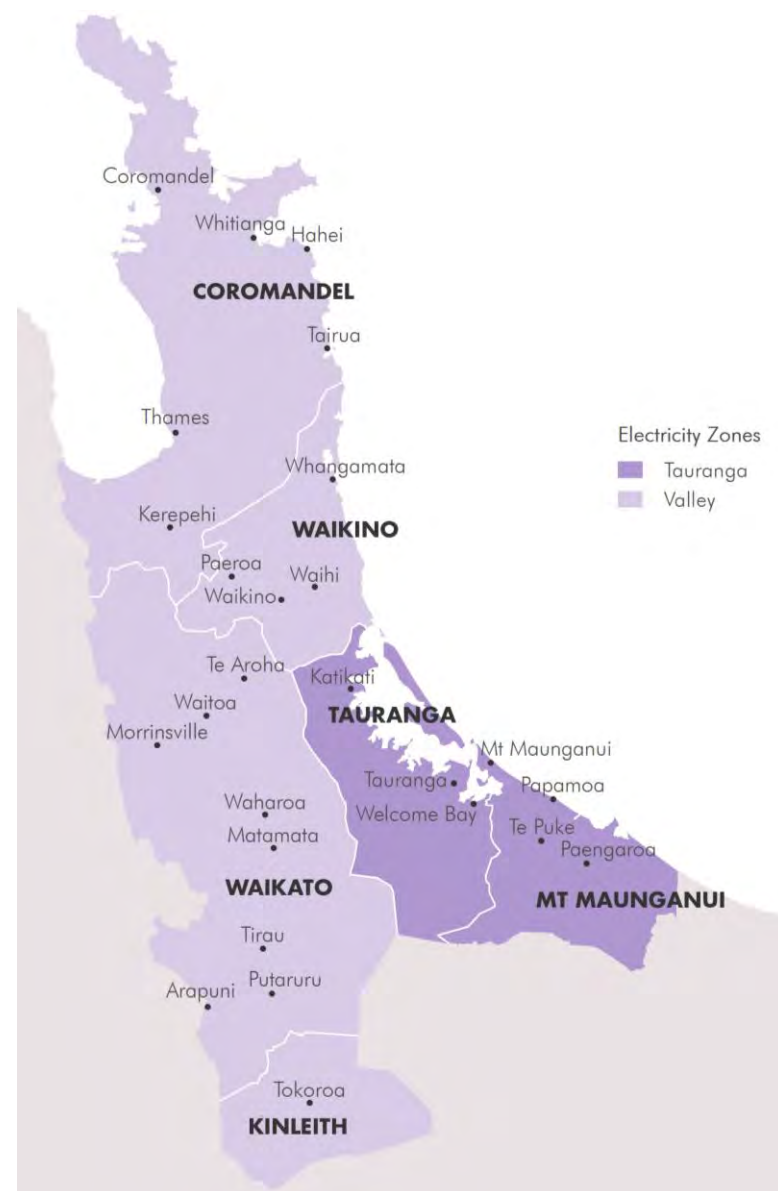 Coromandel
Whitianga
Hahei
COROMANDEL
Tairua
Thames
Electricity Zones
Tauranga
Valley
Whangamata
Kerepehi
WAIKINO
Paeroa
Waihi
Waikino
Te Aroha
Katikati
Waitoa
TAURANGA
Morrinsville
Mt Maunganui
Tauranga
Papamoa
Waharoa
Welcome Bay
Te Puke
Matamata
Paengaroa
WAIKATO
MT MAUNGANUI
Tirau
Putaruru
Arapuni
Tokoroa
KINLEITH